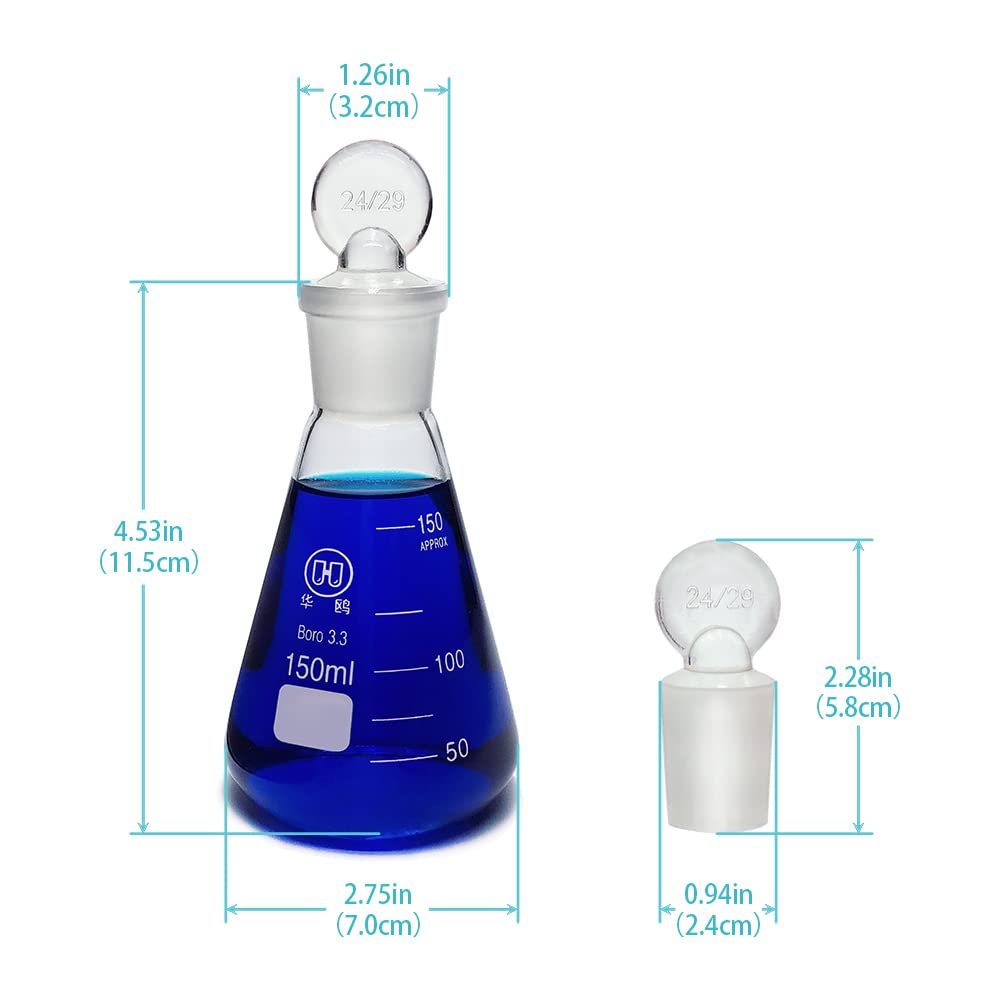 1.26in
(3.2cm)
24/29
4.53in
(11.5cm)
150
APPROX
华 鸥
Boro 3.3
150ml
100
50
24/29
2.28in
(5.8cm)
2.75in
(7.0cm)
0.94in
(2.4cm)